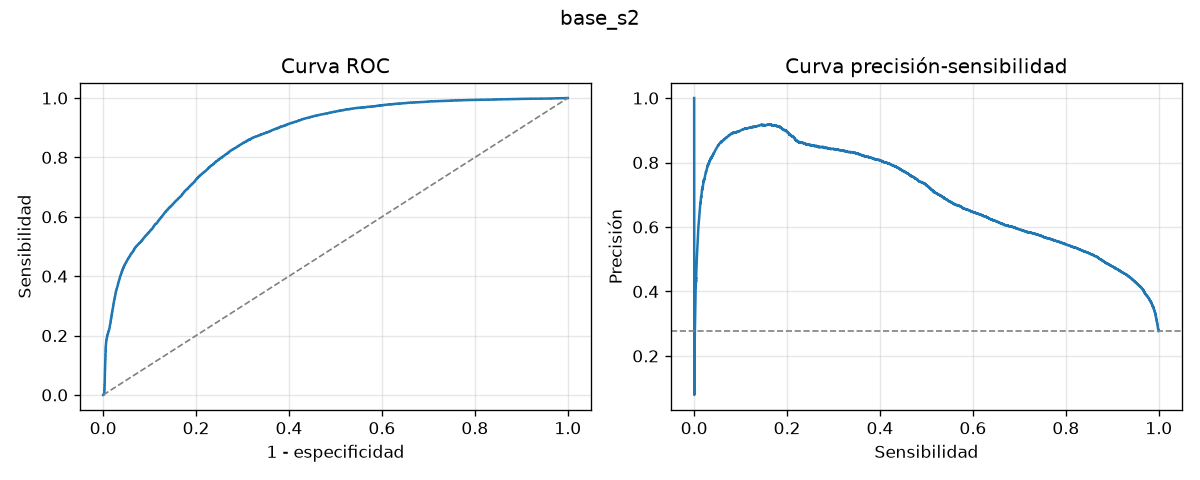 base_s2
Curva ROC
Sensibilidad
1.0
0.8
0.6
0.4
0.2
0.0
0.0 0.2 0.4 0.6 0.8 1.0
1 - especificidad
Curva precisión-sensibilidad
Precisión
1.0
0.8
0.6
0.4
0.2
0.0 0.2 0.4 0.6 0.8 1.0
Sensibilidad